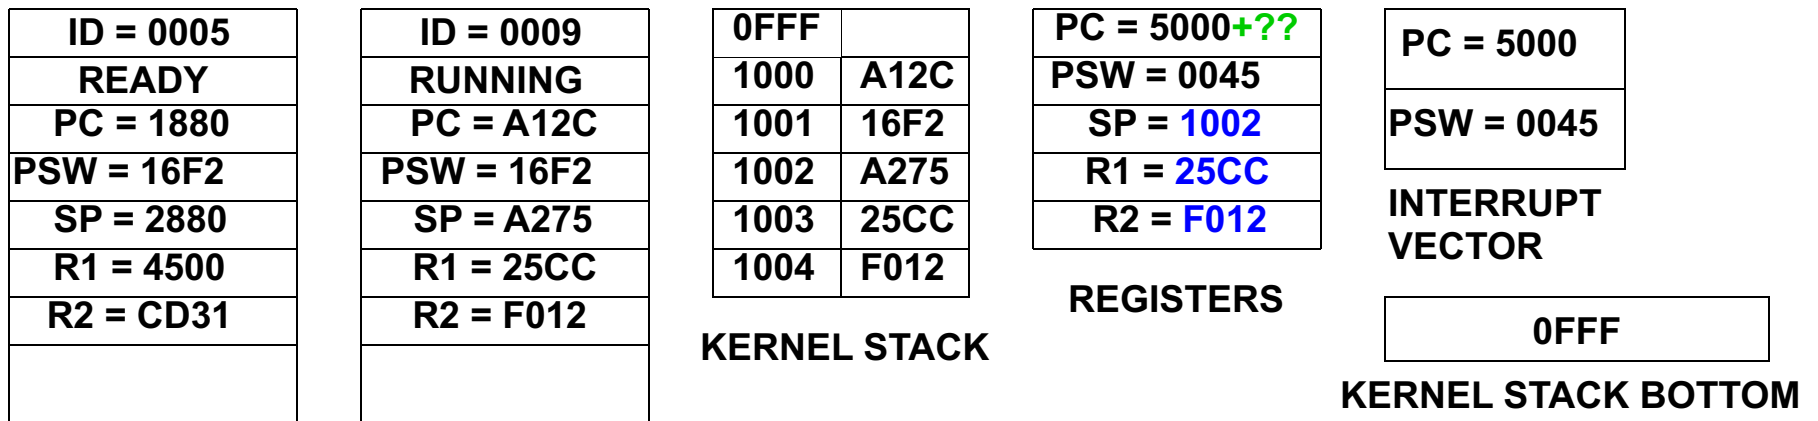 ID = 0005
READY
PC = 1880
PSW = 16F2
SP = 2880
R1 = 4500
R2 = CD31
ID = 0009
RUNNING
PC = A12C
PSW = 16F2
SP = A275
R1 = 25CC
R2 = F012
0FFF
1000 A12C
1001 16F2
1002 A275
1003 25CC
1004 F012
KERNEL STACK
PC = 5000+??
PSW = 0045
SP = 1002
R1 = 25CC
R2 = F012
REGISTERS
PC = 5000
PSW = 0045
INTERRUPT
VECTOR
0FFF
KERNEL STACK BOTTOM